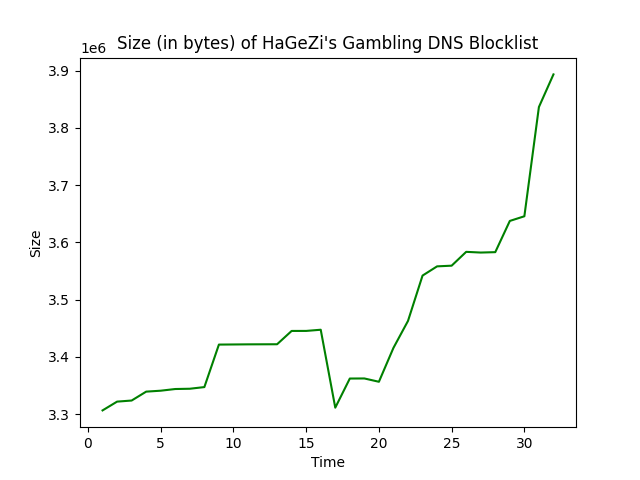 Size (in bytes) of HaGeZi's Gambling DNS Blocklist
1e6
3.9
3.8
3.7
3.6
3.5
3.4
3.3
Size
0 5 10 15 20 25 30
Time